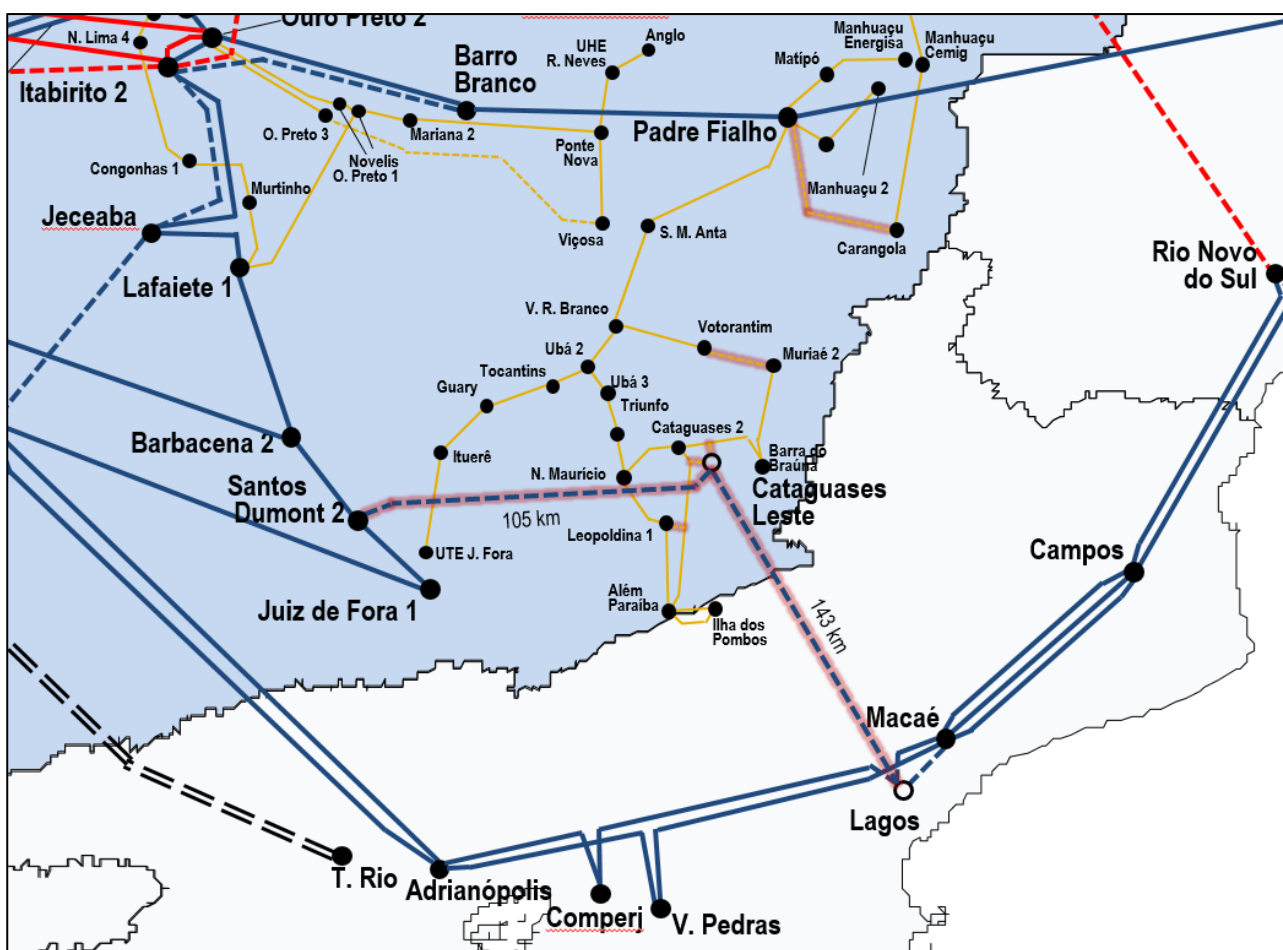 Ouro Preto 2
N. Lima 4
Itabirito 2
Barro
Branco
UHE
R. Neves
Anglo
Matipó
Manhuaçu
Energisa
Manhuaçu
Cemig
Padre Fialho
O. Preto 3
Novelis
O. Preto 1
Mariana 2
Ponte
Nova
Manhuaçu 2
Congonhas 1
Murtinho
Jeceaba
Viçosa
S. M. Anta
Carangola
Rio Novo
do Sul
Lafaiete 1
V. R. Branco
Votorantim
Muriaé 2
Ubá 2
Tocantins
Guary
Ubá 3
Triunfo
Barbacena 2
Ituerê
Cataguases 2
Barra do
Braúna
N. Maurício
Cataguases
Leste
Santos
Dumont 2
105 km
Leopoldina 1
UTE J. Fora
Campos
Juiz de Fora 1
Além
Paraíba
Ilha dos
Pombos
143 km
Macaé
Lagos
T. Rio
Adrianópolis
Comperj
V. Pedras